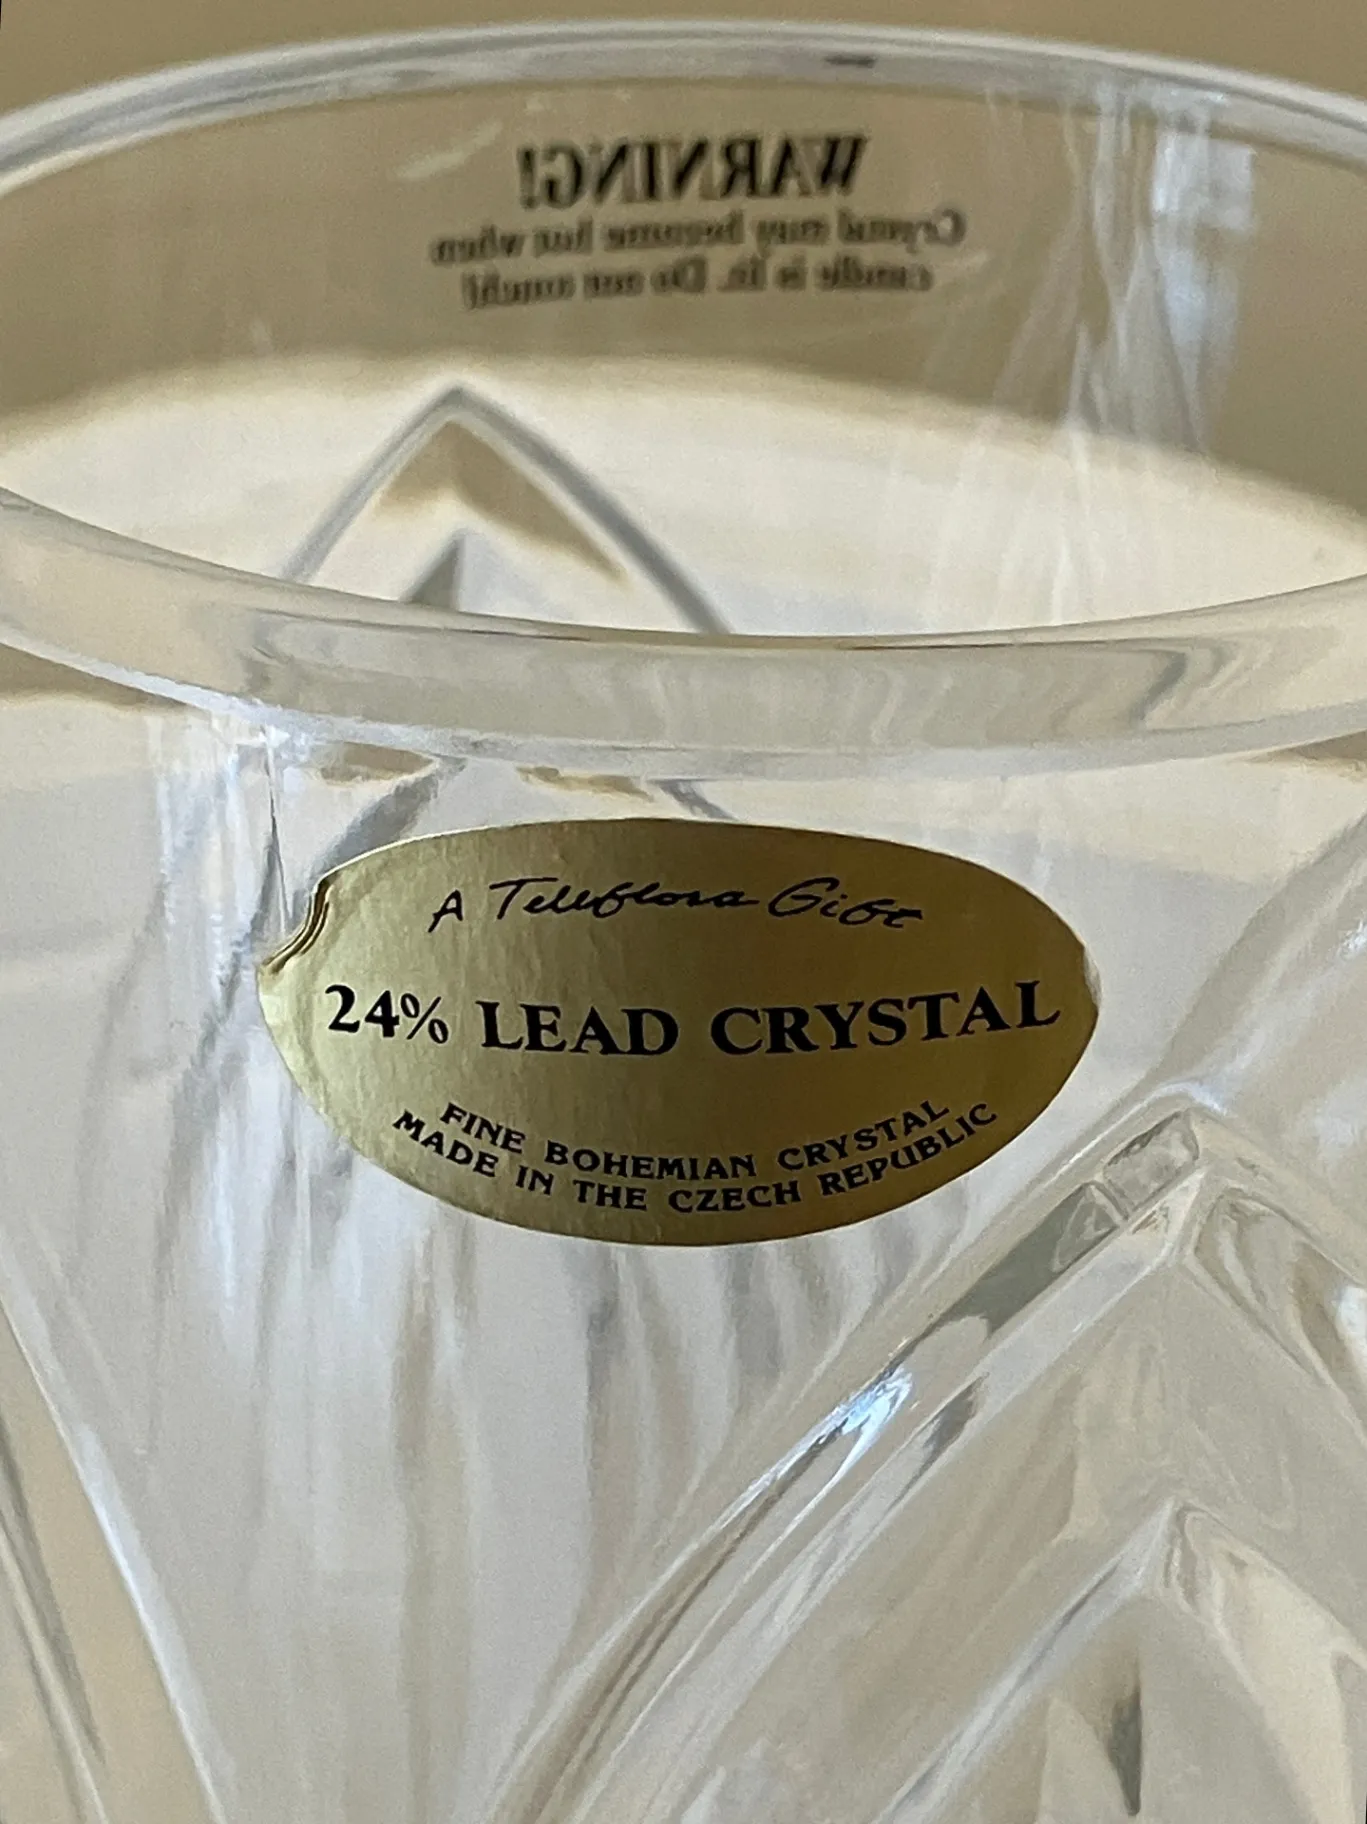 WARNING!
Crystal may become hot when
candle is lit. Do not touch!
A Teleflora Gift
24% LEAD CRYSTAL
FINE BOHEMIAN CRYSTAL
MADE IN THE CZECH REPUBLIC